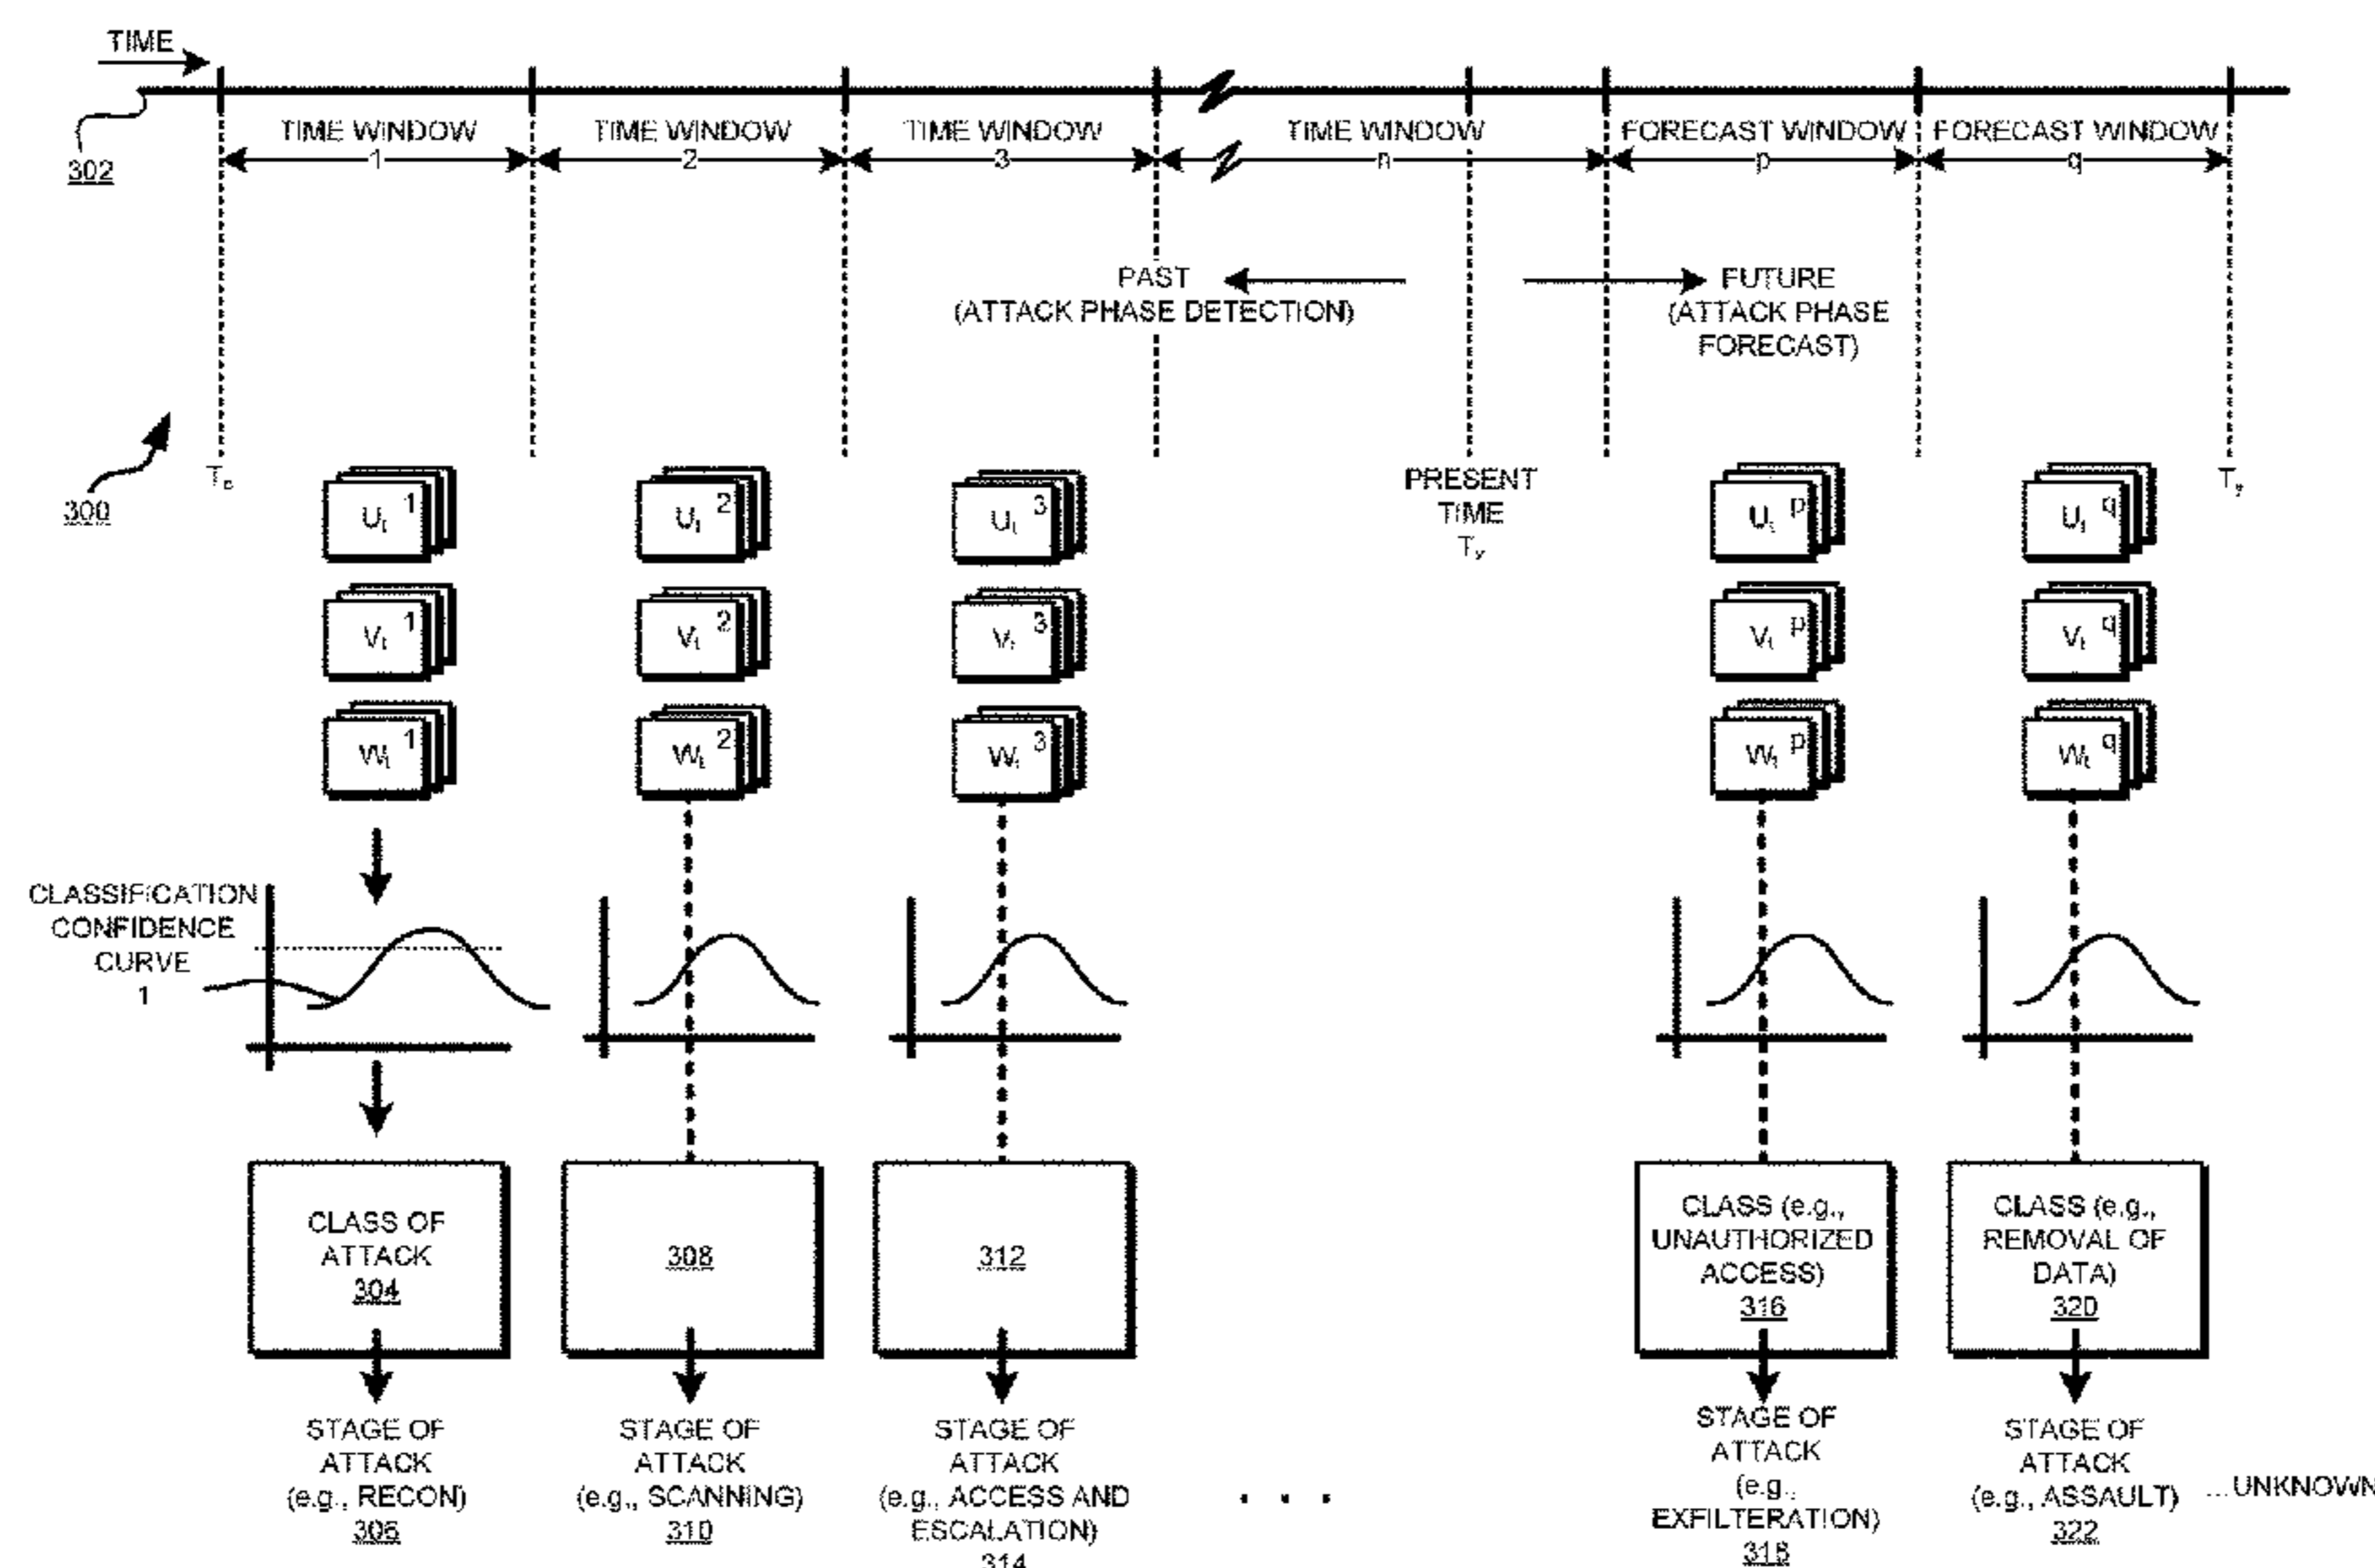 TIME
302
TIME WINDOW
1
TIME WINDOW
2
TIME WINDOW
3
TIME WINDOW
n
FORECAST WINDOW
p
FORECAST WINDOW
q
PAST
(ATTACK PHASE DETECTION)
FUTURE
(ATTACK PHASE
FORECAST)
300
PRESENT
TIME
Ut 1
Ut 2
Ut 3
Ut p
Ut q
Vt 1
Vt 2
Vt 3
Vt p
Vt q
Wt 1
Wt 2
Wt 3
Wt p
Wt q
CLASSIFICATION
CONFIDENCE
CURVE
1
CLASS OF
ATTACK
304
308
312
CLASS (e.g.,
UNAUTHORIZED
ACCESS)
316
CLASS (e.g.,
REMOVAL OF
DATA)
320
STAGE OF
ATTACK
(e.g., RECON)
306
STAGE OF
ATTACK
(e.g., SCANNING)
310
STAGE OF
ATTACK
(e.g., ACCESS AND
ESCALATION)
314
. . .
STAGE OF
ATTACK
(e.g.,
EXFILTERATION)
318
STAGE OF
ATTACK
(e.g., ASSAULT)
322
...UNKNOWN